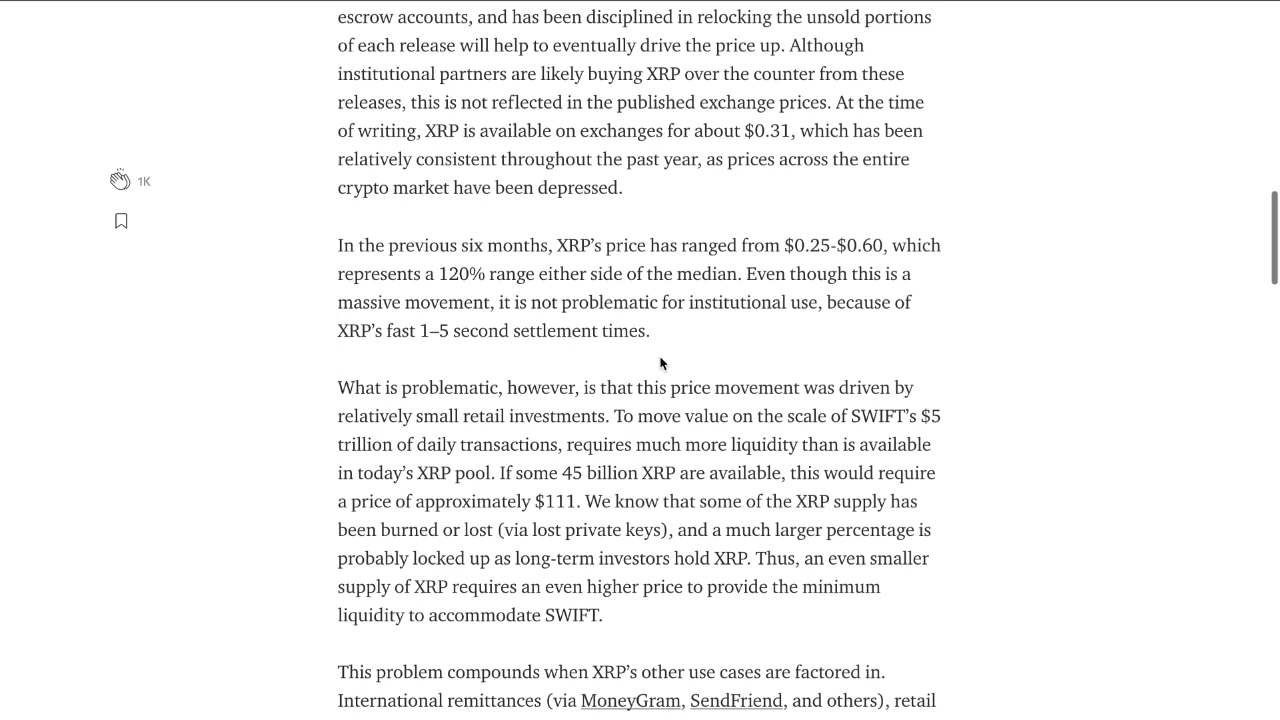 escrow accounts, and has been disciplined in relocking the unsold portions
of each release will help to eventually drive the price up. Although
institutional partners are likely buying XRP over the counter from these
releases, this is not reflected in the published exchange prices. At the time
of writing, XRP is available on exchanges for about $0.31, which has been
relatively consistent throughout the past year, as prices across the entire
crypto market have been depressed.
1K
In the previous six months, XRP’s price has ranged from $0.25-$0.60, which
represents a 120% range either side of the median. Even though this is a
massive movement, it is not problematic for institutional use, because of
XRP’s fast 1–5 second settlement times.
What is problematic, however, is that this price movement was driven by
relatively small retail investments. To move value on the scale of SWIFT’s $5
trillion of daily transactions, requires much more liquidity than is available
in today’s XRP pool. If some 45 billion XRP are available, this would require
a price of approximately $111. We know that some of the XRP supply has
been burned or lost (via lost private keys), and a much larger percentage is
probably locked up as long-term investors hold XRP. Thus, an even smaller
supply of XRP requires an even higher price to provide the minimum
liquidity to accommodate SWIFT.
This problem compounds when XRP’s other use cases are factored in.
International remittances (via MoneyGram, SendFriend, and others), retail